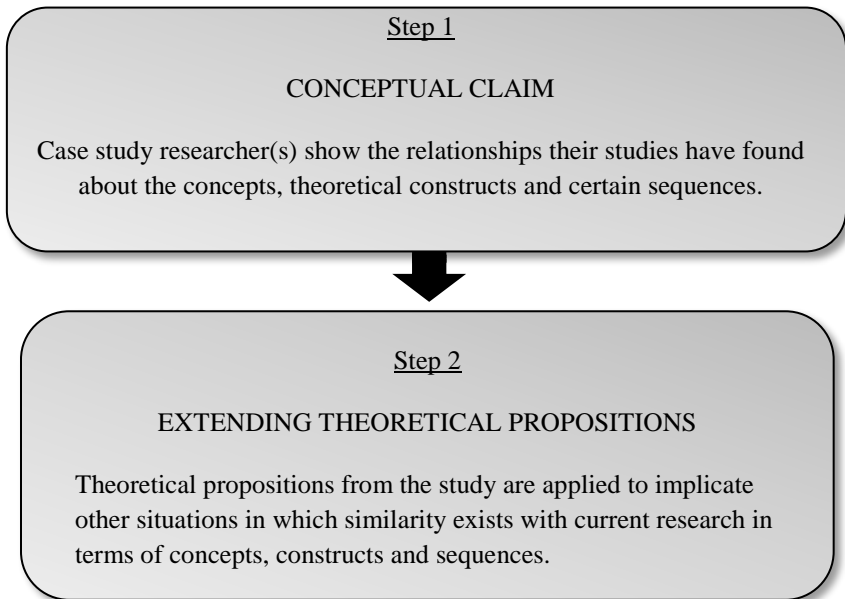 Step 1
CONCEPTUAL CLAIM
Case study researcher(s) show the relationships their studies have found
about the concepts, theoretical constructs and certain sequences.
Step 2
EXTENDING THEORETICAL PROPOSITIONS
Theoretical propositions from the study are applied to implicate
other situations in which similarity exists with current research in
terms of concepts, constructs and sequences.